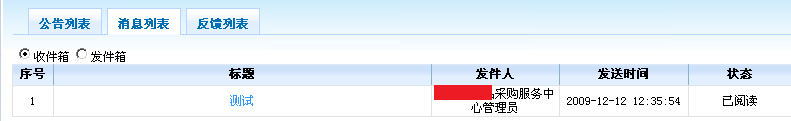 公告列表 消息列表 反馈列表
收件箱 发件箱
序号 标题 发件人 发送时间 状态
1 测试 采购服务中心管理员 2009-12-12 12:35:54 已阅读